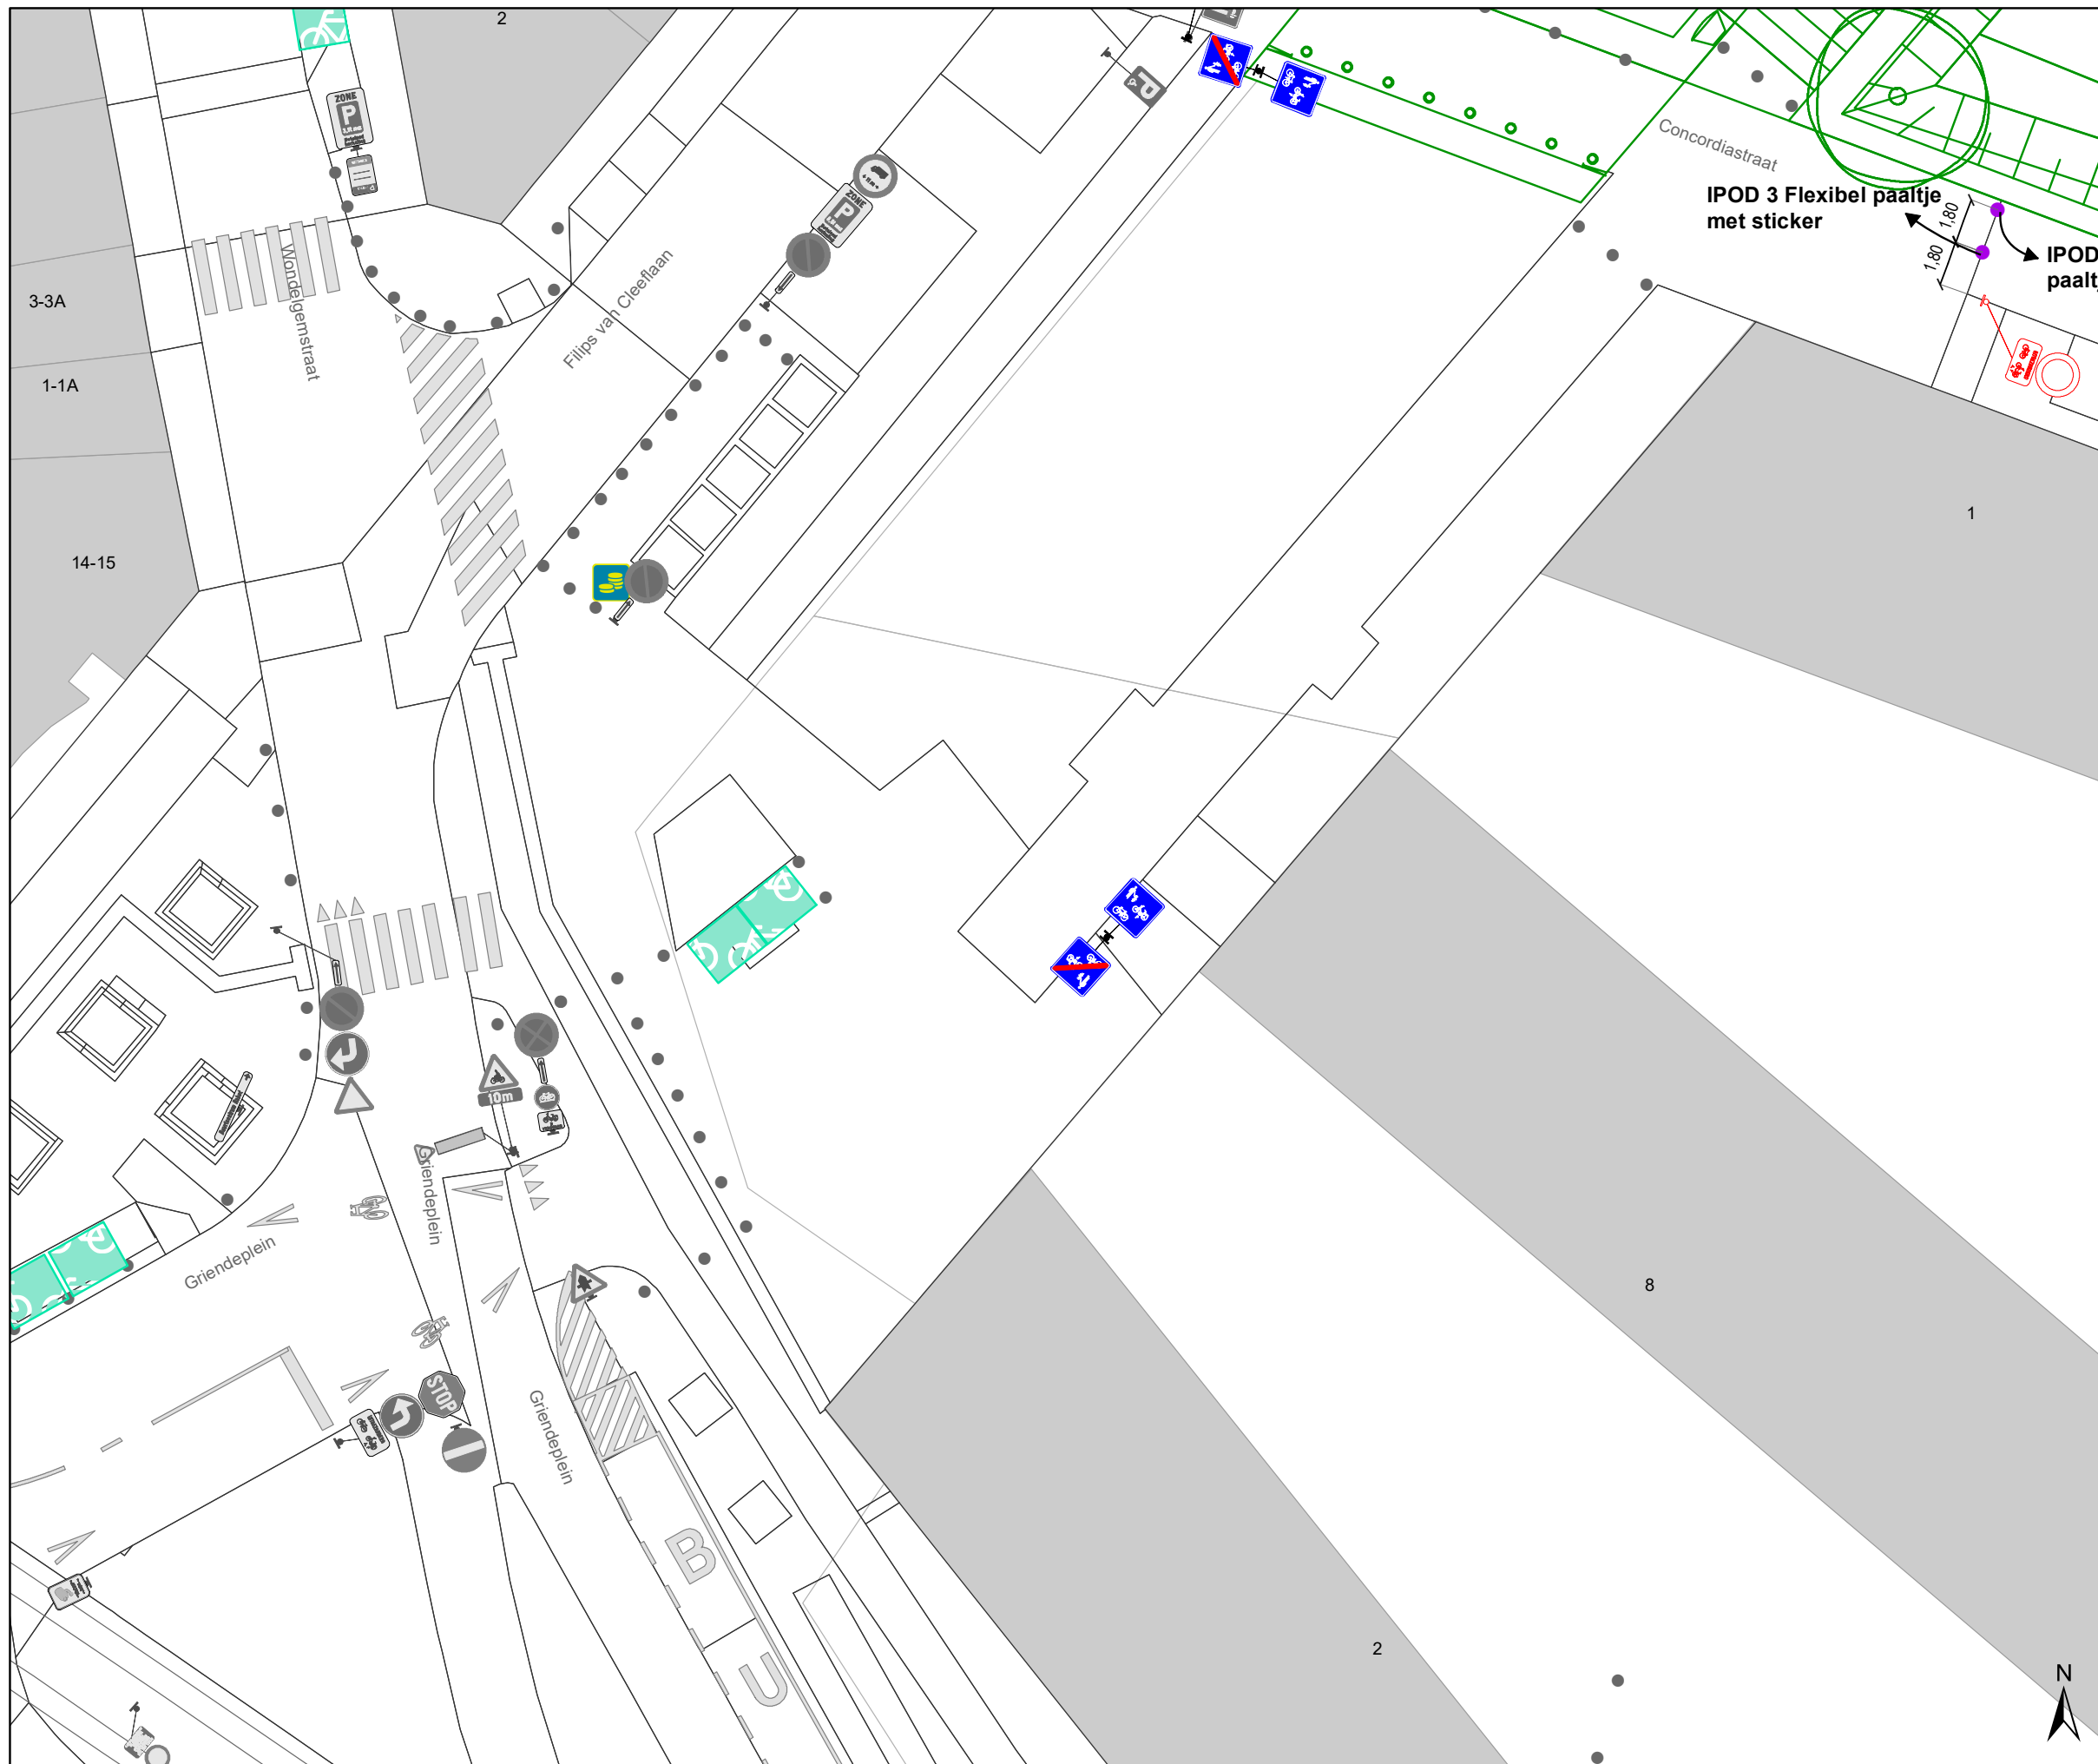 2
ZONE
P
Concordiastraat
IPOD 3 Flexibel paaltje
met sticker
1,80
1,80
IPOD
paalt
ZONE
P
P
Wondelgemstraat
Filips van Cleeflaan
3-3A
1-1A
14-15
1
10m
Griendeplein
Griendeplein
8
STOP
Griendeplein
B
U
2
N